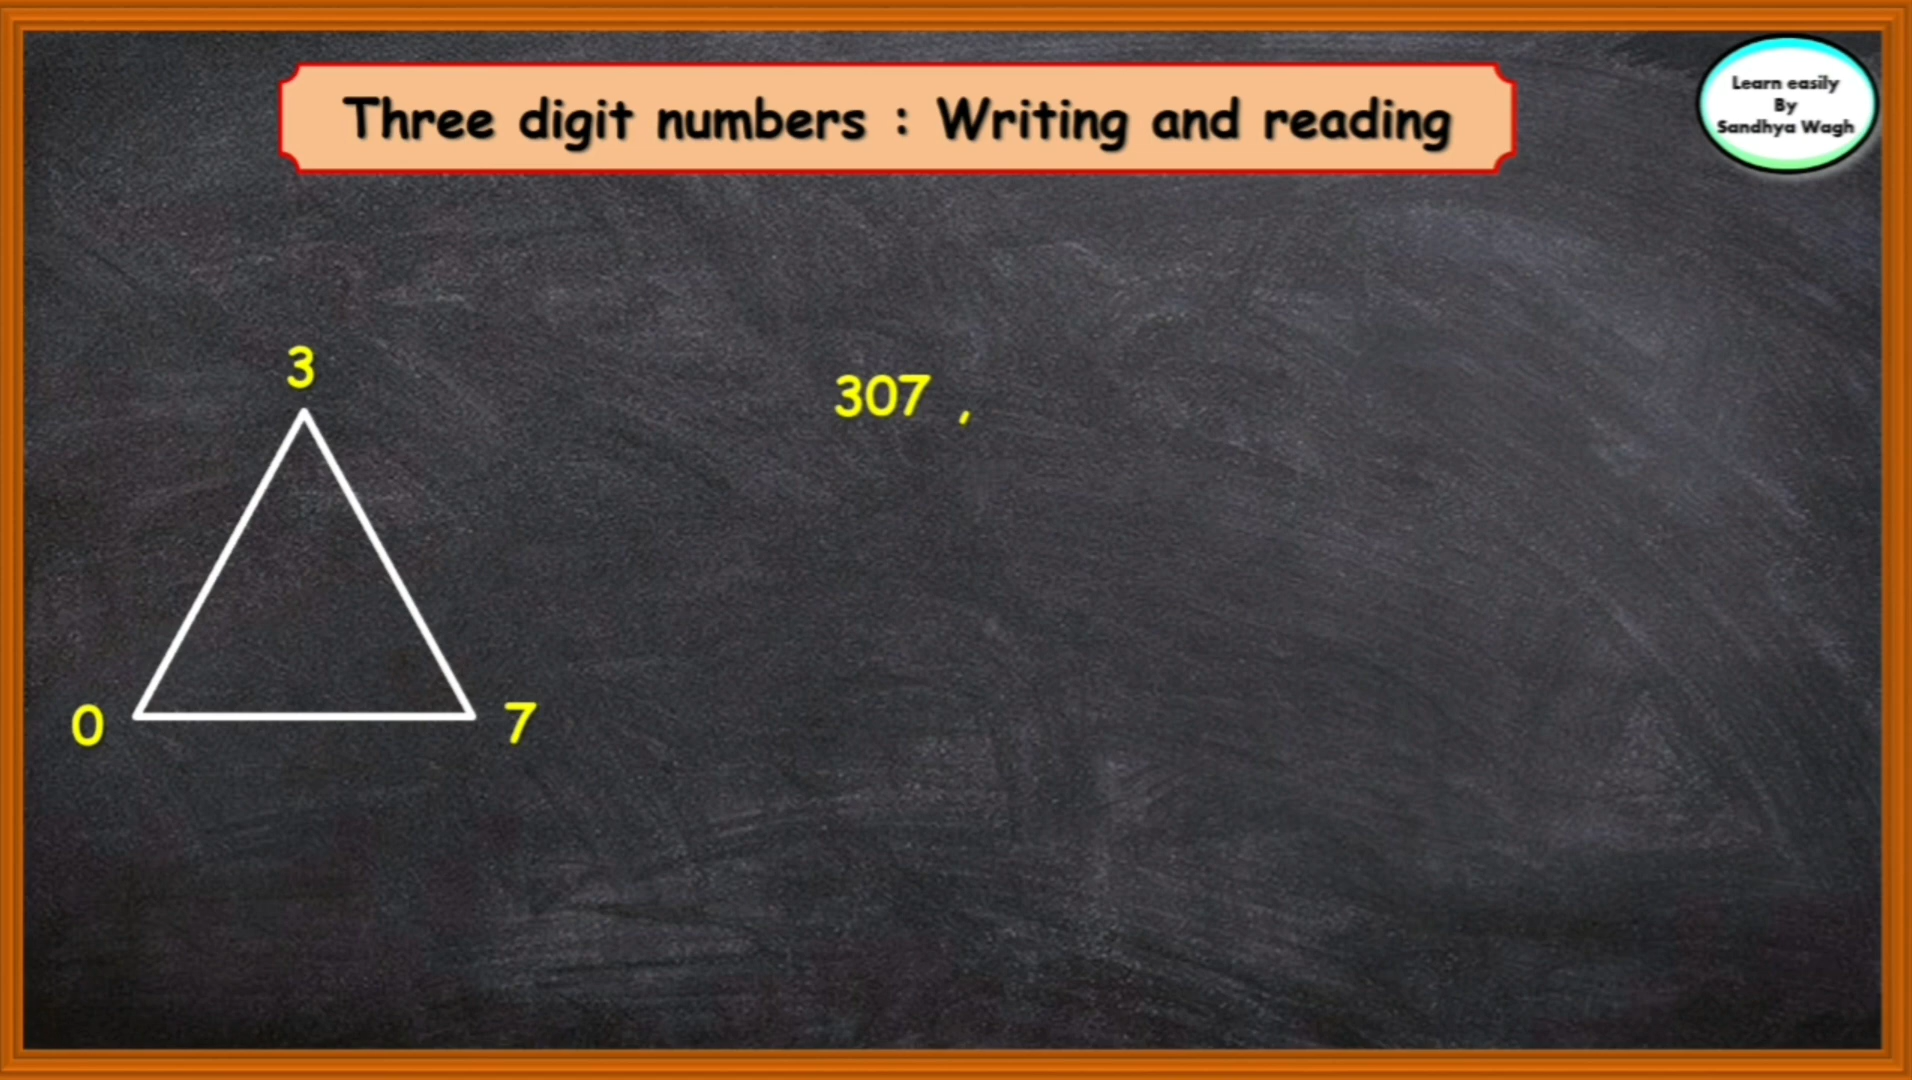 Three digit numbers : Writing and reading
Learn easily
By
Sandhya Wagh
3
307 ,
0
7